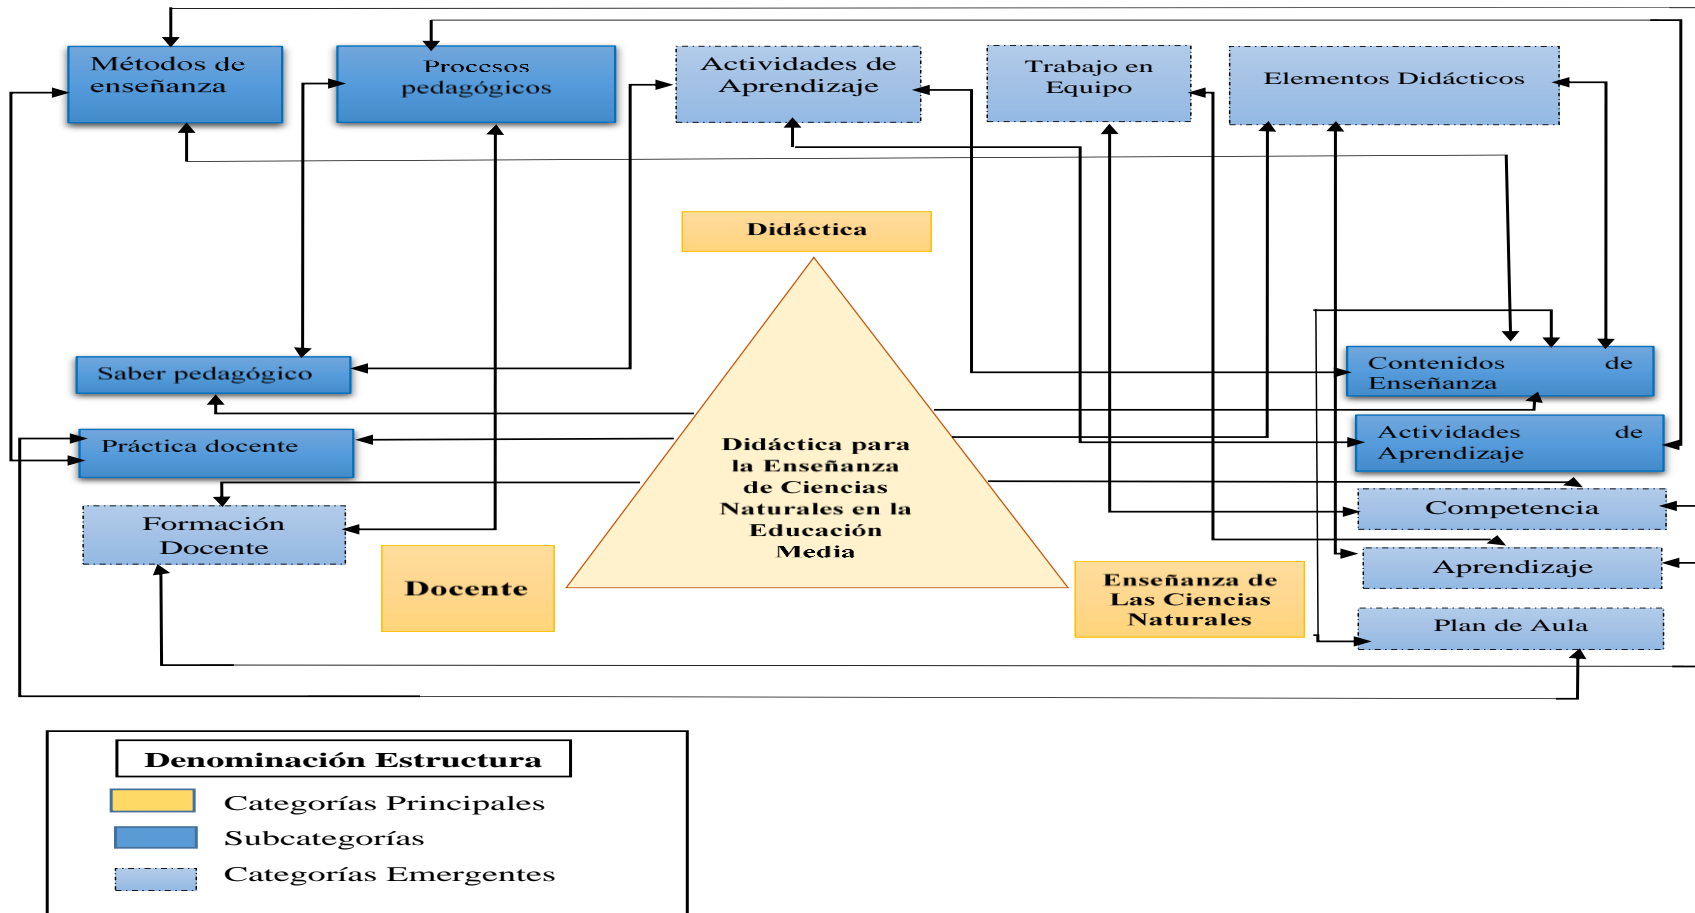 Métodos de
enseñanza
Procesos
pedagógicos
Actividades de
Aprendizaje
Trabajo en
Equipo
Elementos Didácticos
Didáctica
Saber pedagógico
Práctica docente
Formación
Docente
Docente
Didáctica para
la Enseñanza
de Ciencias
Naturales en la
Educación
Media
Enseñanza de
Las Ciencias
Naturales
Contenidos de
Enseñanza
Actividades de
Aprendizaje
Competencia
Aprendizaje
Plan de Aula
Denominación Estructura
Categorías Principales
Subcategorías
Categorías Emergentes